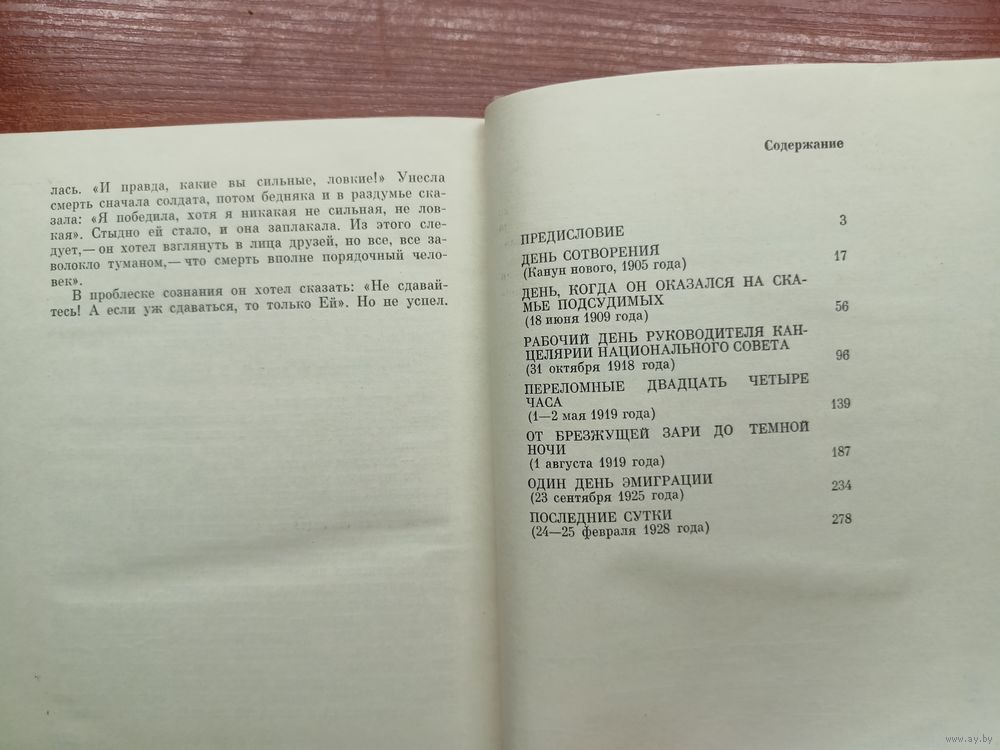 лась. «И правда, какие вы сильные, ловкие!» Унесла
смерть сначала солдата, потом бедняка и в раздумье ска-
зала: «Я победила, хотя я никакая не сильная, не лов-
кая». Стыдно ей стало, и она заплакала. Из этого сле-
дует,— он хотел взглянуть в лица друзей, но все, все за-
волокло туманом,— что смерть вполне порядочный чело-
век».
В проблеске сознания он хотел сказать: «Не сдавай-
тесь! А если уж сдаваться, то только Ей». Но не успел.
Содержание
ПРЕДИСЛОВИЕ 3
ДЕНЬ СОТВОРЕНИЯ
(Канун нового, 1905 года) 17
ДЕНЬ, КОГДА ОН ОКАЗАЛСЯ НА СКА-
МЬЕ ПОДСУДИМЫХ
(18 июня 1909 года) 56
РАБОЧИЙ ДЕНЬ РУКОВОДИТЕЛЯ КАН-
ЦЕЛЯРИИ НАЦИОНАЛЬНОГО СОВЕТА
(31 октября 1918 года) 96
ПЕРЕЛОМНЫЕ ДВАДЦАТЬ ЧЕТЫРЕ
ЧАСА
(1—2 мая 1919 года) 139
ОТ БРЕЗЖУЩЕЙ ЗАРИ ДО ТЕМНОЙ
НОЧИ
(1 августа 1919 года) 187
ОДИН ДЕНЬ ЭМИГРАЦИИ
(23 сентября 1925 года) 234
ПОСЛЕДНИЕ СУТКИ
(24—25 февраля 1928 года) 278
www.ay.by